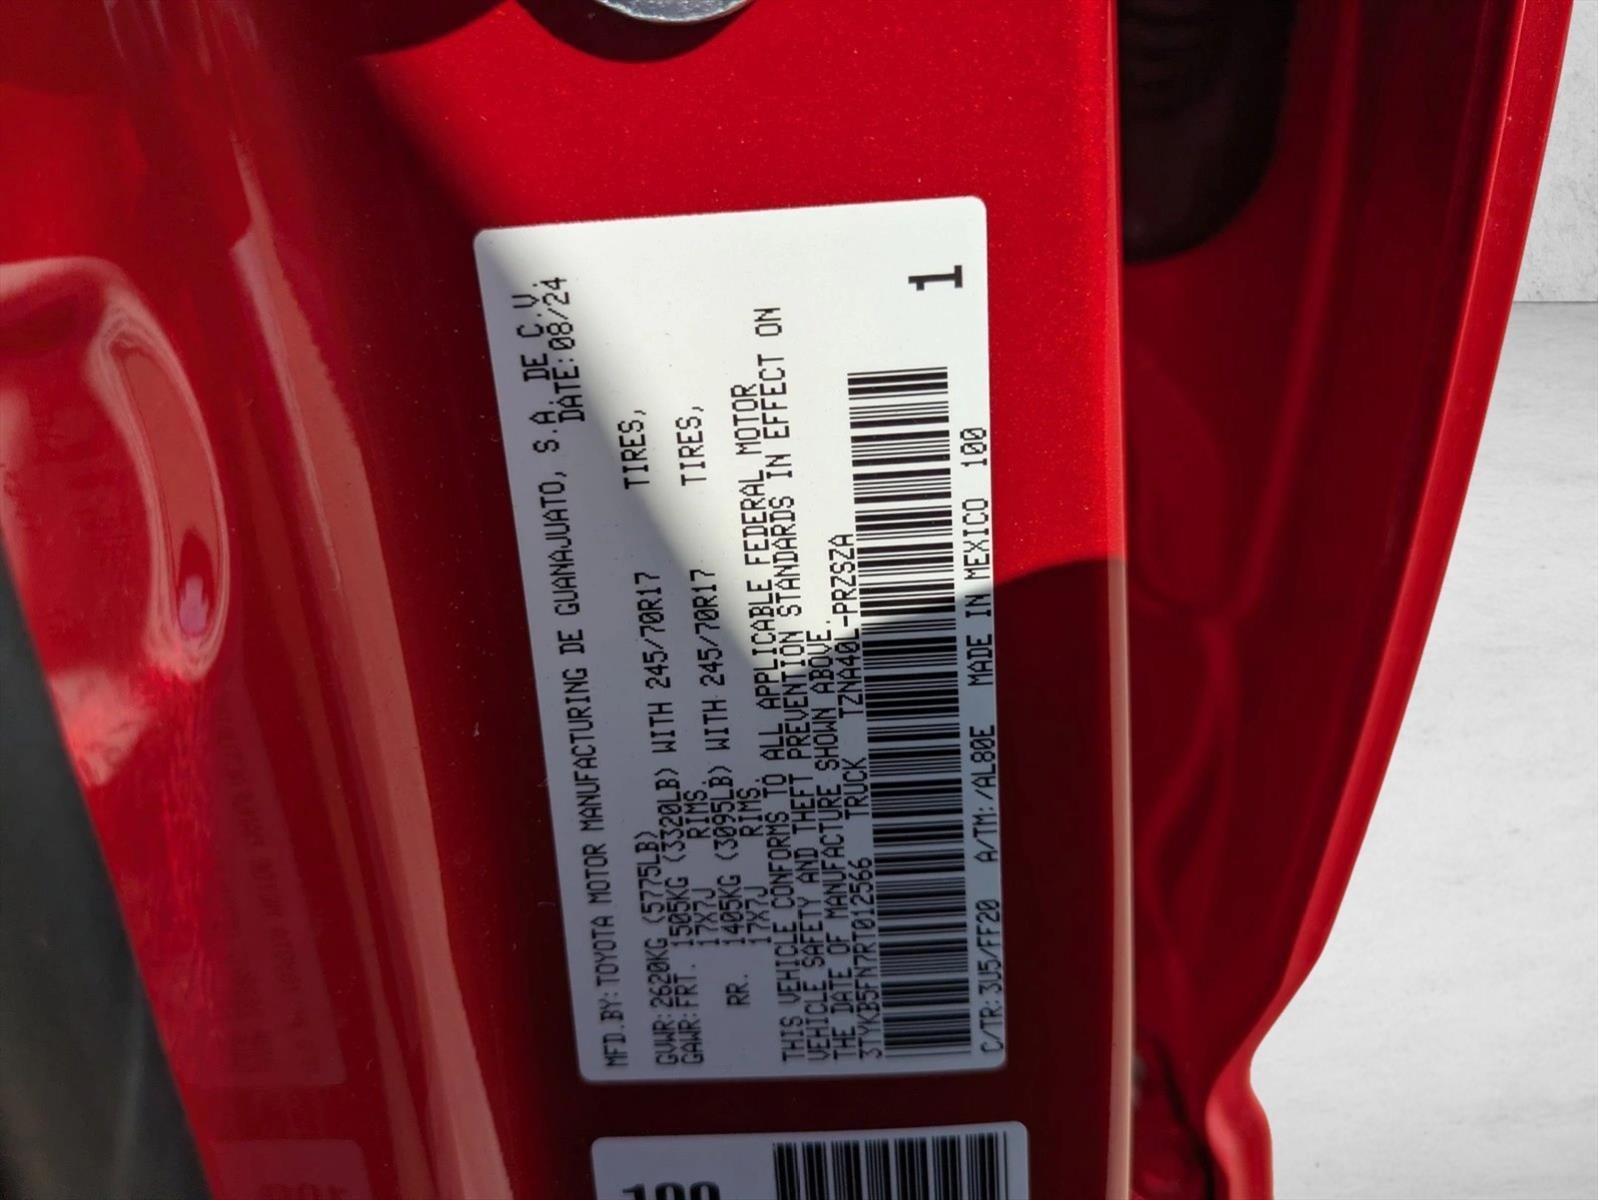 MFD.BY:TOYOTA MOTOR MANUFACTURING DE GUANAJUATO, S.A. DE C.V.
DATE:08/24
GVWR:2620KG (5775LB)
GAWR:FRT. 1505KG (3320LB) WITH 245/70R17 TIRES,
17X7J RIMS.
RR. 1405KG (3095LB) WITH 245/70R17 TIRES,
17X7J RIMS.
THIS VEHICLE CONFORMS TO ALL APPLICABLE FEDERAL MOTOR
VEHICLE SAFETY AND THEFT PREVENTION STANDARDS IN EFFECT ON
THE DATE OF MANUFACTURE SHOWN ABOVE.
3TYKB5FN7RT012566 TRUCK TZNA40L-PRZSZA
1
C/TR:3U5/FF20 A/TM:/AL80E MADE IN MEXICO 100